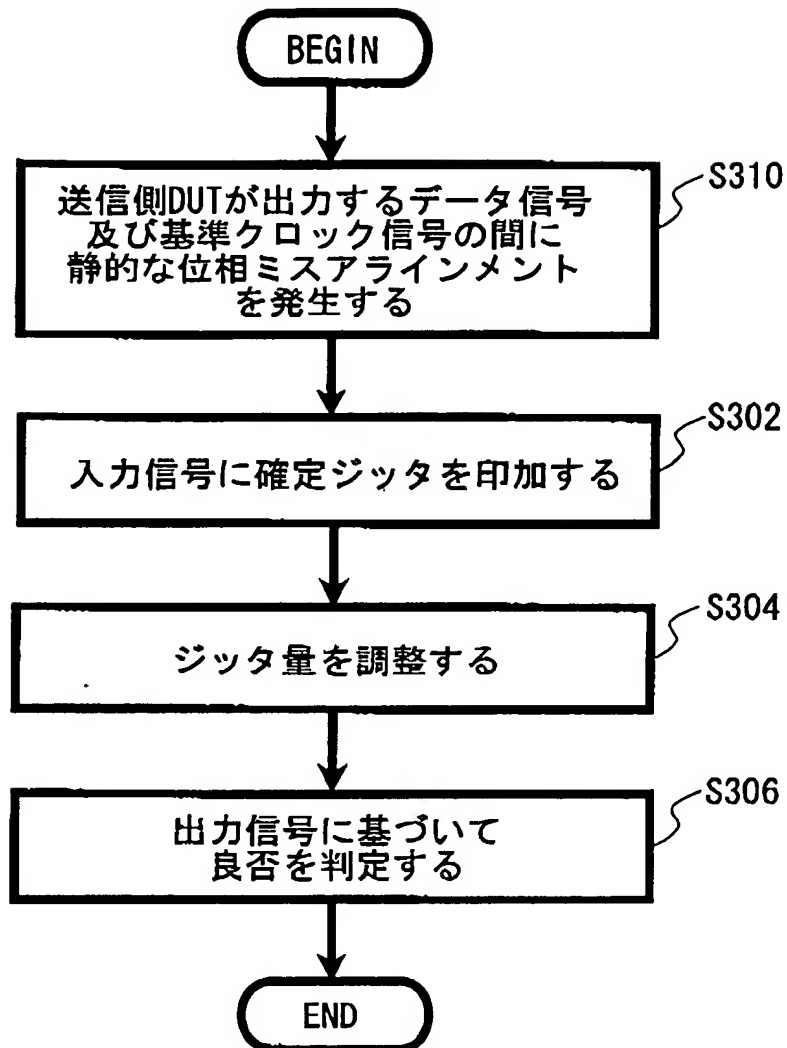 BEGIN
送信側DUTが出力するデータ信号
及び基準クロック信号の間に
静的な位相ミスアラインメント
を発生する
S310
入力信号に確定ジッタを印加する
S302
ジッタ量を調整する
S304
出力信号に基づいて
良否を判定する
S306
END